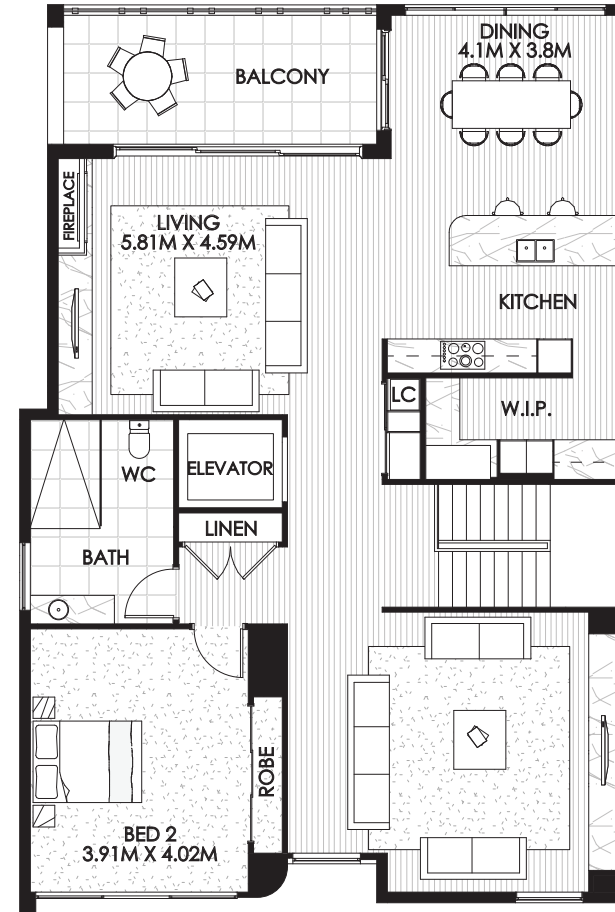 DINING
4.1M X 3.8M
BALCONY
FIREPLACE
LIVING
5.81M X 4.59M
KITCHEN
LC
W.I.P.
WC
ELEVATOR
LINEN
BATH
ROBE
BED 2
3.91M X 4.02M